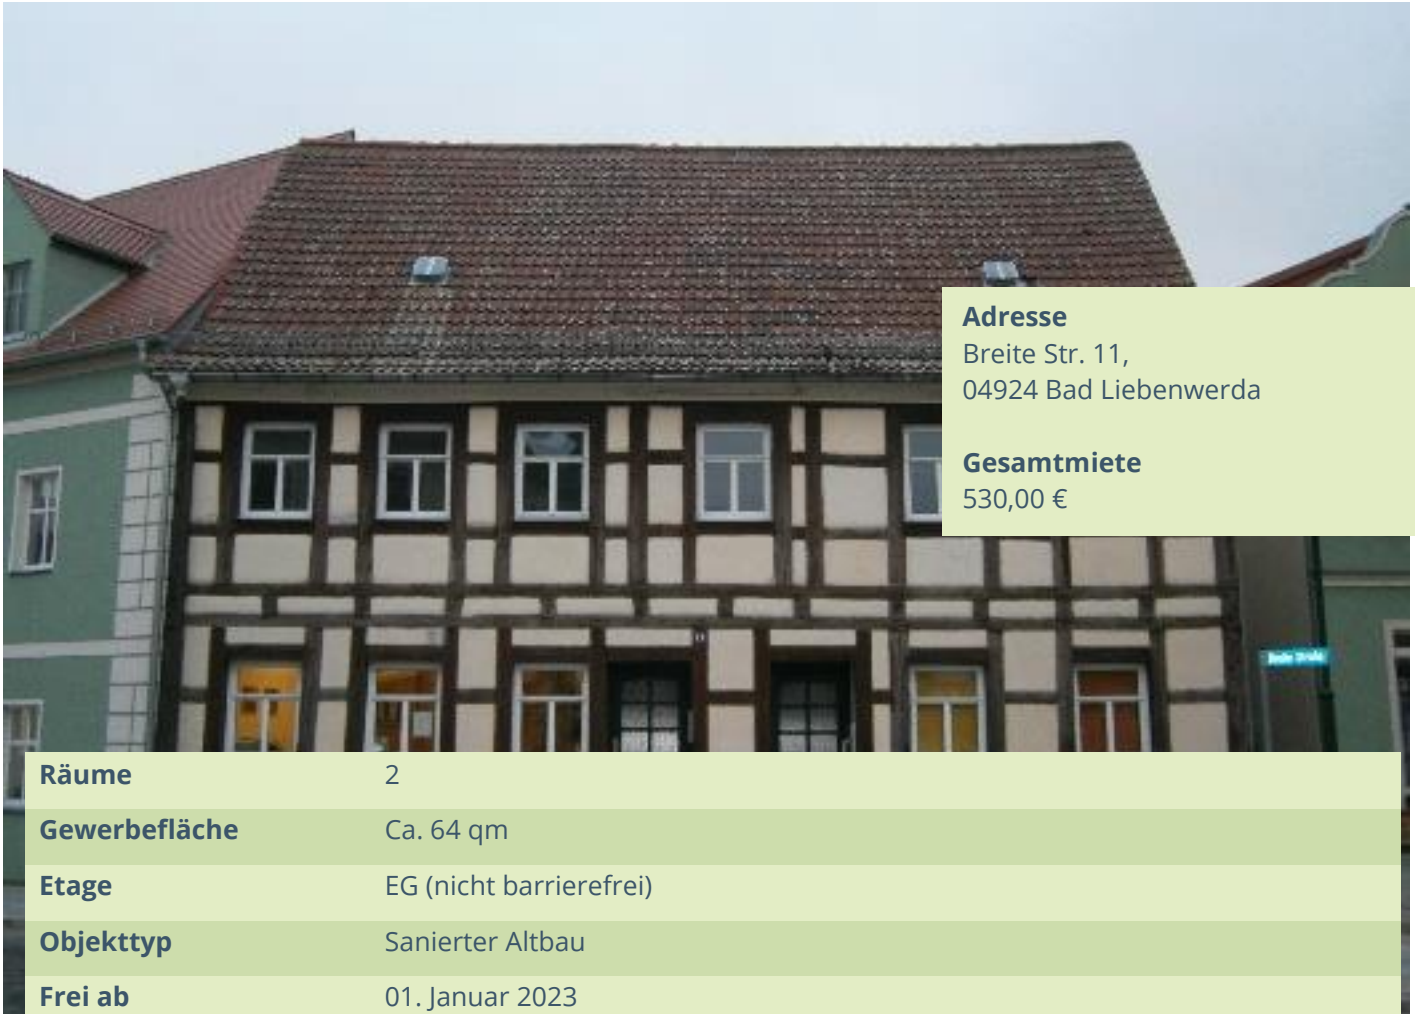 Adresse
Breite Str. 11,
04924 Bad Liebenwerda
Gesamtmiete
530,00 €
Räume 2
Gewerbefläche Ca. 64 qm
Etage EG (nicht barrierefrei)
Objekttyp Sanierter Altbau
Frei ab 01. Januar 2023